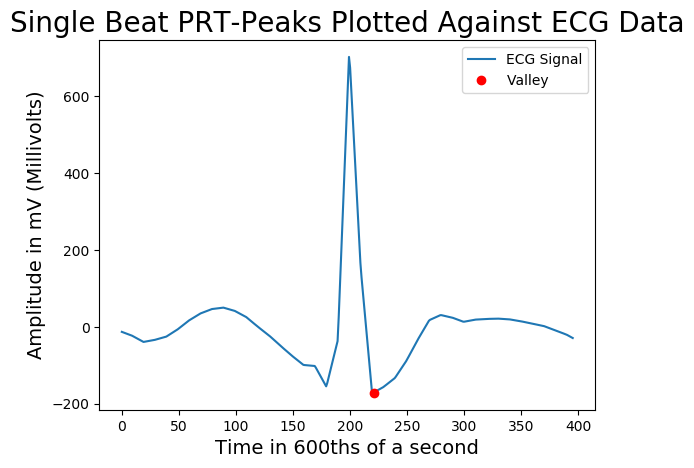 Single Beat PRT-Peaks Plotted Against ECG Data
ECG Signal
Valley
Amplitude in mV (Millivolts)
600
400
200
0
−200
0 50 100 150 200 250 300 350 400
Time in 600ths of a second